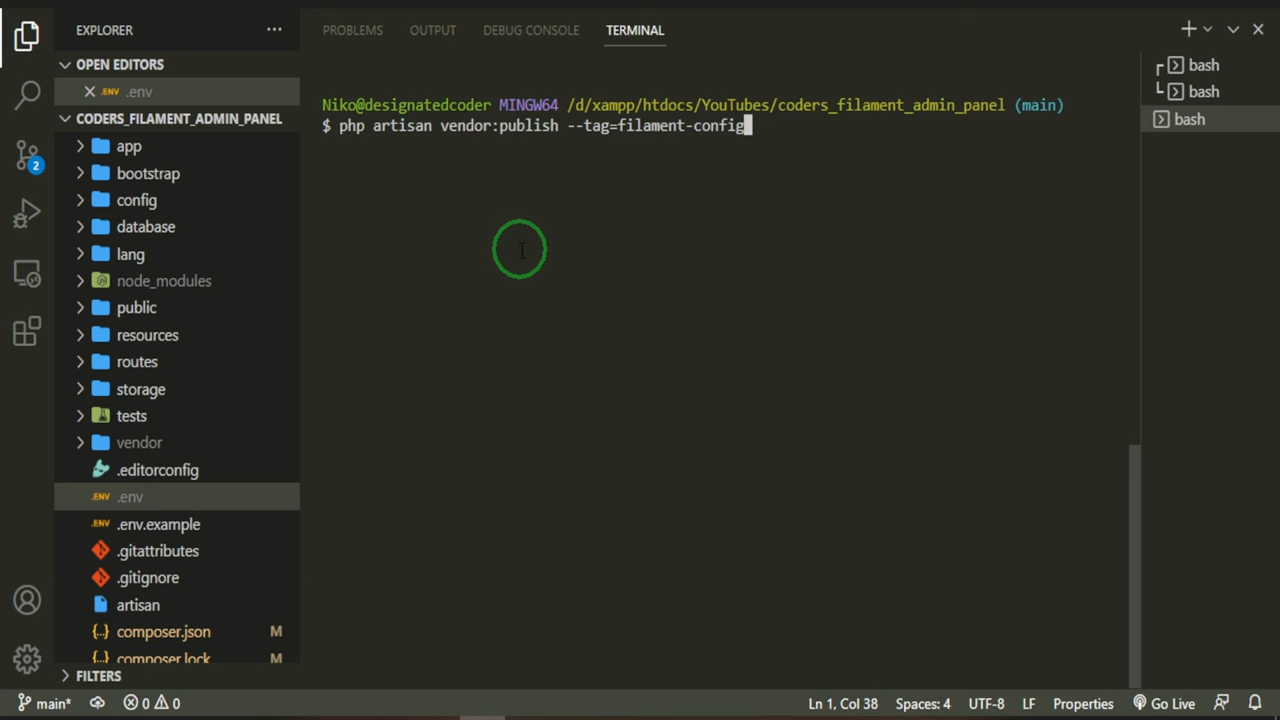 EXPLORER
...
PROBLEMS
OUTPUT
DEBUG CONSOLE
TERMINAL
OPEN EDITORS
.ENV .env
CODERS_FILAMENT_ADMIN_PANEL
app
bootstrap
config
database
lang
node_modules
public
resources
routes
storage
tests
vendor
.editorconfig
.ENV .env
.ENV .env.example
.gitattributes
.gitignore
artisan
{..} composer.json M
{..} composer.lock M
FILTERS
2
Niko@designatedcoder MINGW64 /d/xampp/htdocs/YouTubes/coders_filament_admin_panel (main)
$ php artisan vendor:publish --tag=filament-config
bash
bash
bash
main* 0 0 Ln 1, Col 38 Spaces: 4 UTF-8 LF Properties Go Live